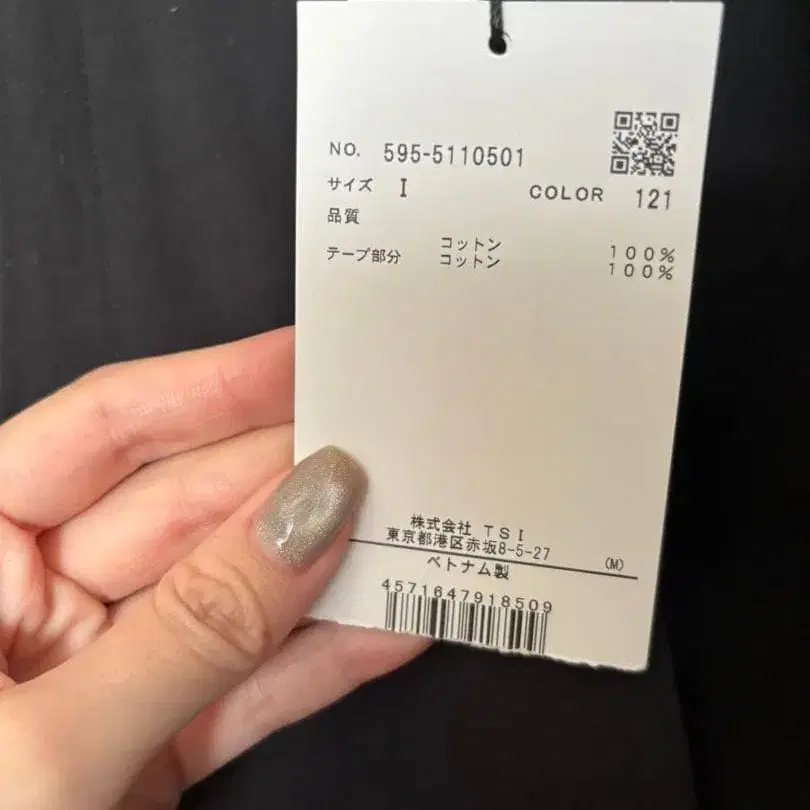 NO. 595-5110501
サイズ I COLOR 121
品質
コットン 100%
テープ部分 コットン 100%
株式会社 TSI
東京都港区赤坂8-5-27 (M)
ベトナム製
4571647918509